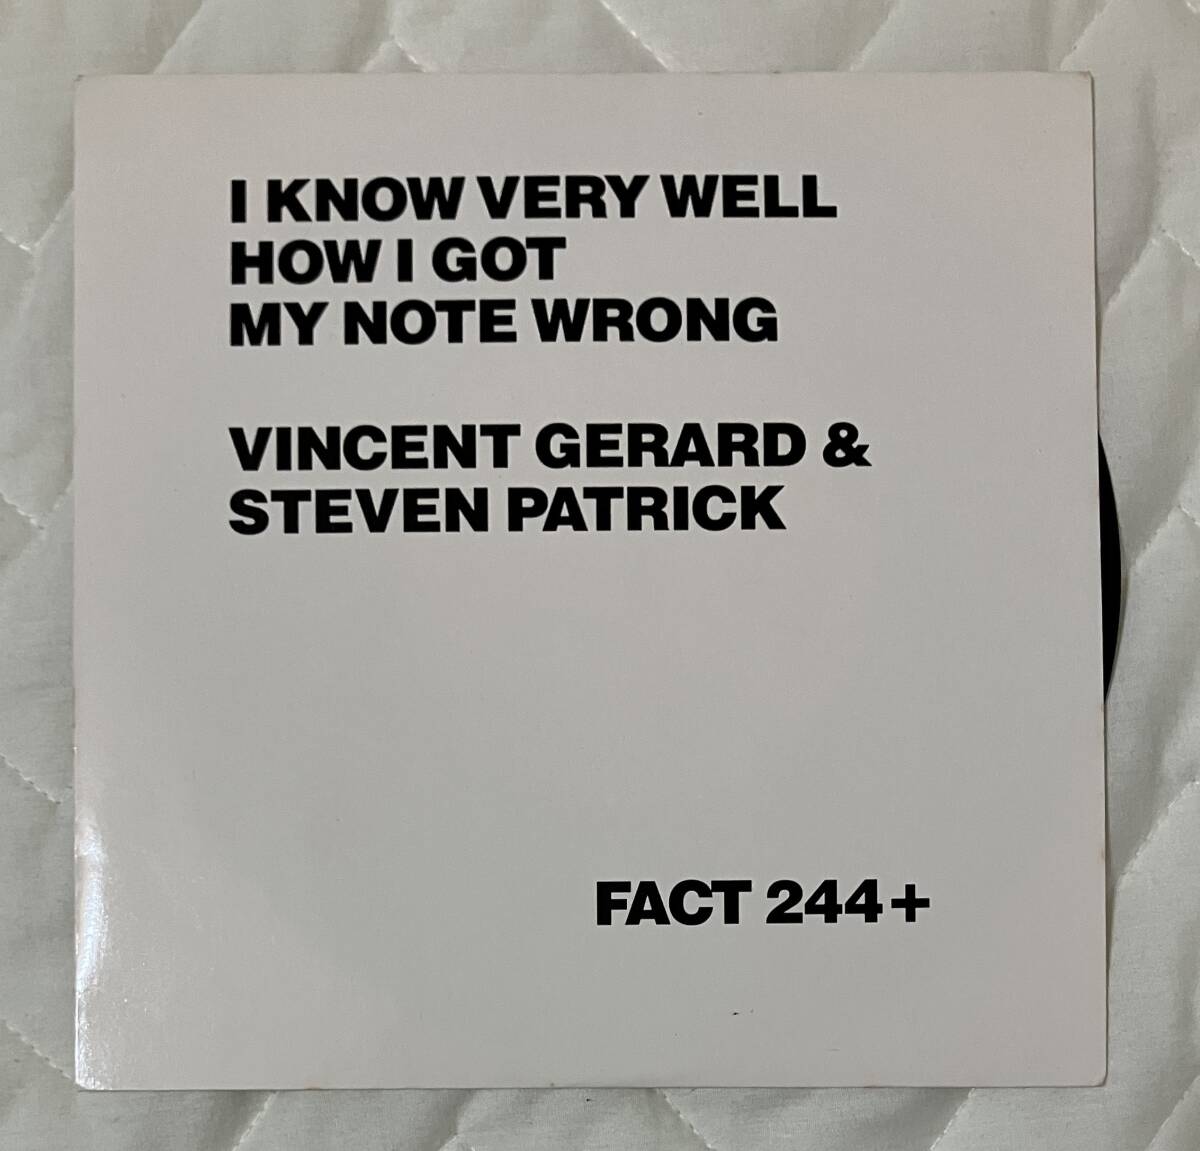 I KNOW VERY WELL
HOW I GOT
MY NOTE WRONG
VINCENT GERARD &
STEVEN PATRICK
FACT 244+